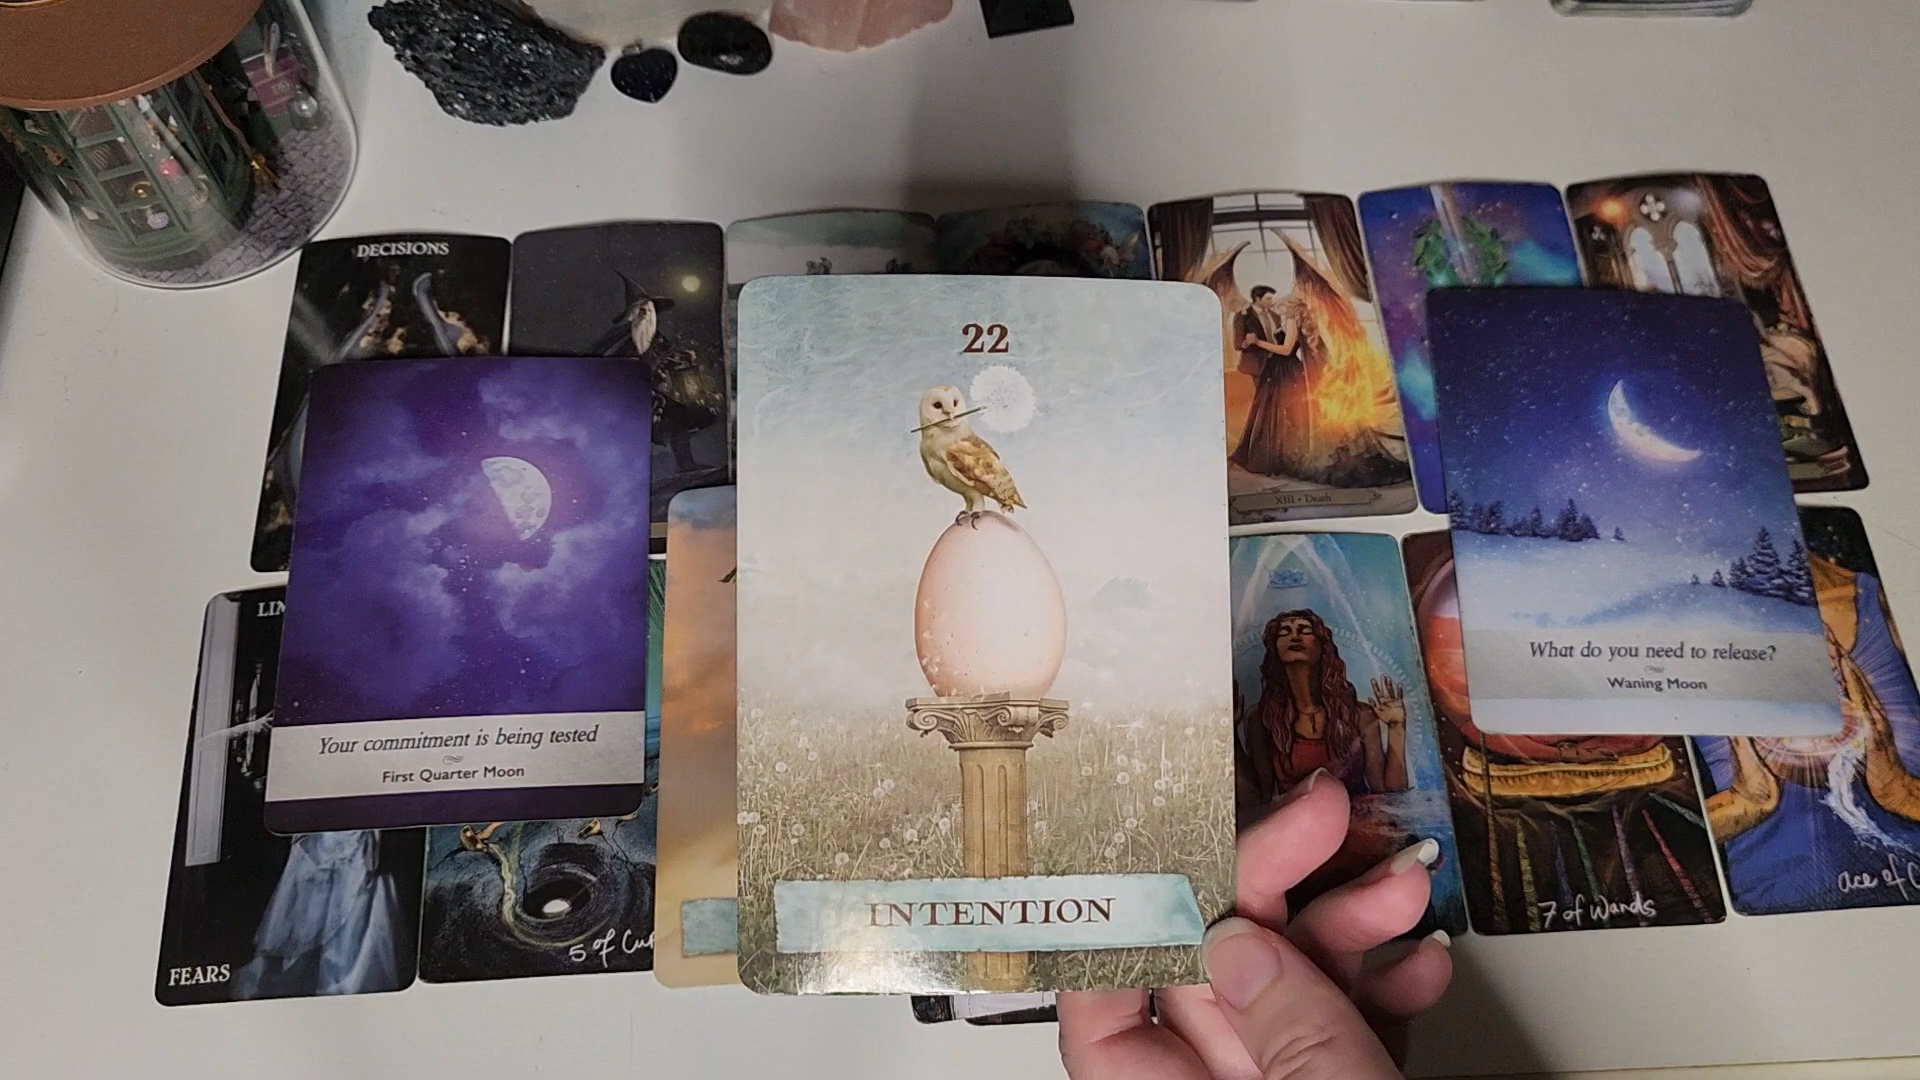 DECISIONS
22
XIII • Death
What do you need to release?
Waning Moon
Your commitment is being tested
First Quarter Moon
INTENTION
7 of Wands
ace of
5 of
FEARS